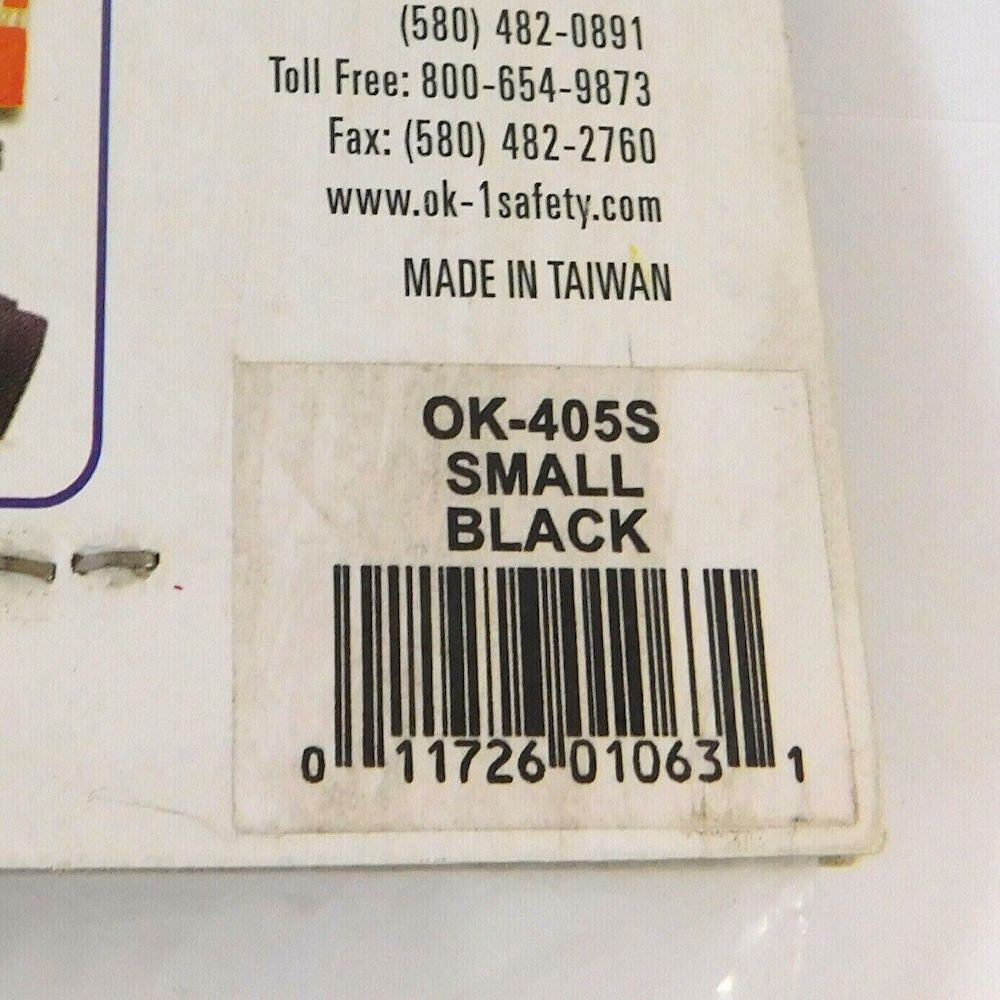 (580) 482-0891
Toll Free: 800-654-9873
Fax: (580) 482-2760
www.ok-1safety.com
MADE IN TAIWAN
OK-405S
SMALL
BLACK
0 11726 01063 1